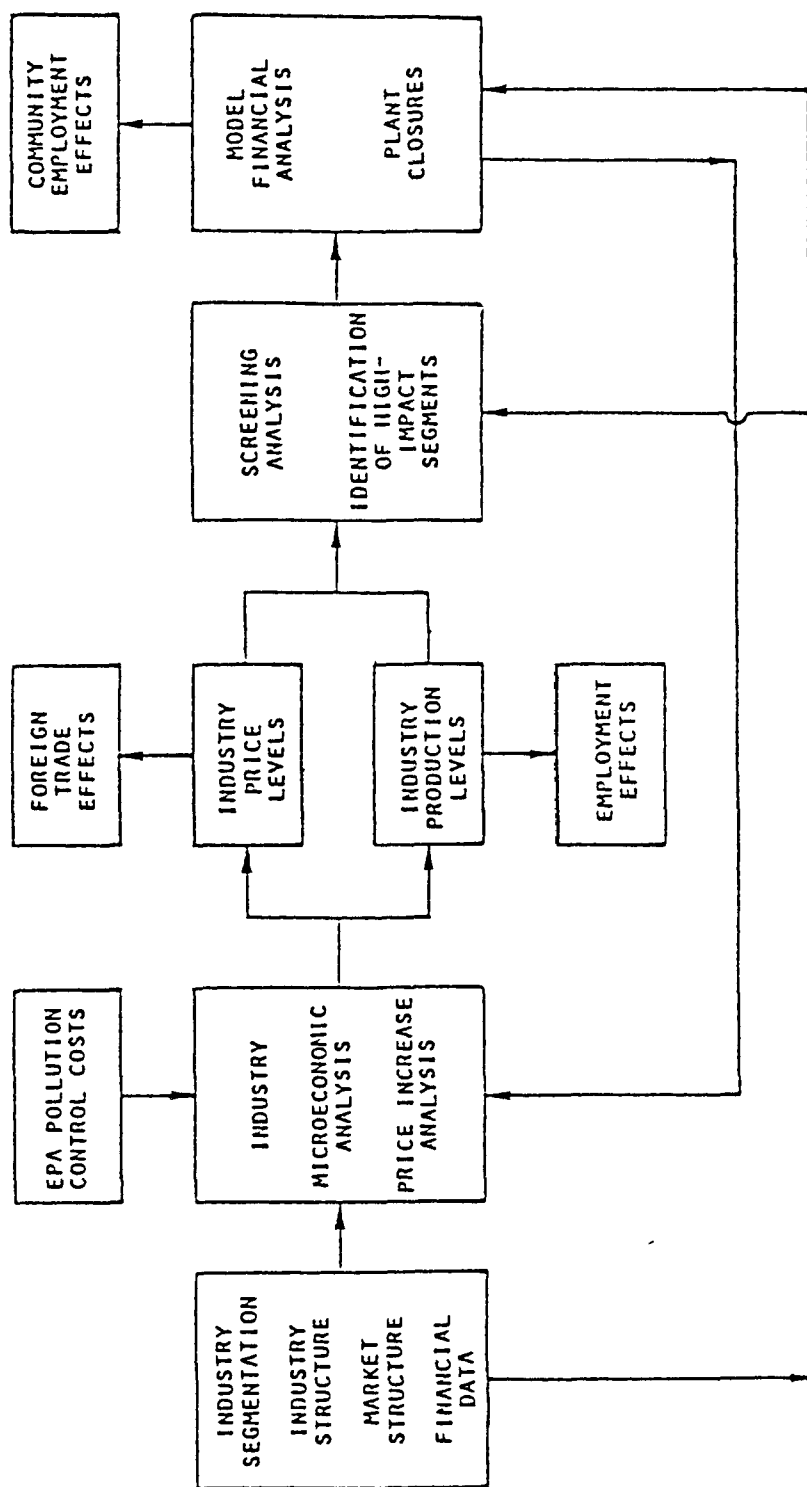 INDUSTRY
SEGMENTATION
INDUSTRY
STRUCTURE
MARKET
STRUCTURE
FINANCIAL
DATA
EPA POLLUTION
CONTROL COSTS
INDUSTRY
MICROECONOMIC
ANALYSIS
PRICE INCREASE
ANALYSIS
FOREIGN
TRADE
EFFECTS
INDUSTRY
PRICE
LEVELS
INDUSTRY
PRODUCTION
LEVELS
EMPLOYMENT
EFFECTS
SCREENING
ANALYSIS
IDENTIFICATION
OF HIGH-
IMPACT
SEGMENTS
COMMUNITY
EMPLOYMENT
EFFECTS
MODEL
FINANCIAL
ANALYSIS
PLANT
CLOSURES